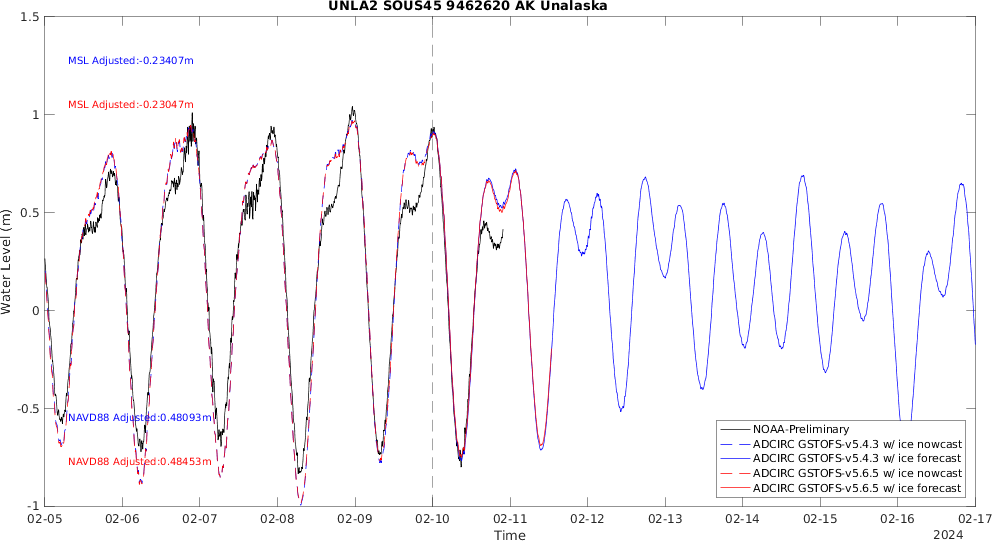 UNLA2 SOUS45 9462620 AK Unalaska
1.5
MSL Adjusted:-0.23407m
MSL Adjusted:-0.23047m
1
0.5
Water Level (m)
0
-0.5
NAVD88 Adjusted:0.48093m
NAVD88 Adjusted:0.48453m
-1
NOAA-Preliminary
ADCIRC GSTOFS-v5.4.3 w/ ice nowcast
ADCIRC GSTOFS-v5.4.3 w/ ice forecast
ADCIRC GSTOFS-v5.6.5 w/ ice nowcast
ADCIRC GSTOFS-v5.6.5 w/ ice forecast
02-05 02-06 02-07 02-08 02-09 02-10 02-11 02-12 02-13 02-14 02-15 02-16 02-17
Time
2024